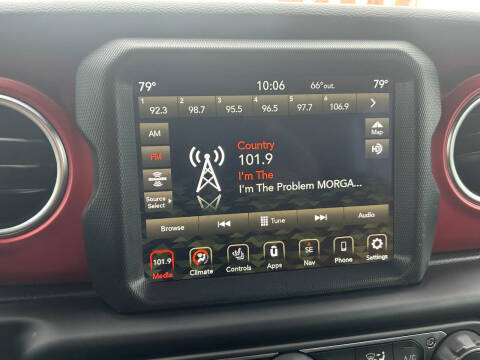 79°
10:06
66°out.
79°
1 92.3
2 98.7
3 95.5
4 96.5
5 97.7
6 106.9
AM
FM
Source Select
Country
101.9
I'm The
I'm The Problem MORGA...
Map
Browse
Tune
Audio
101.9
Media
Climate
Controls
Apps
SE
Nav
Phone
Settings